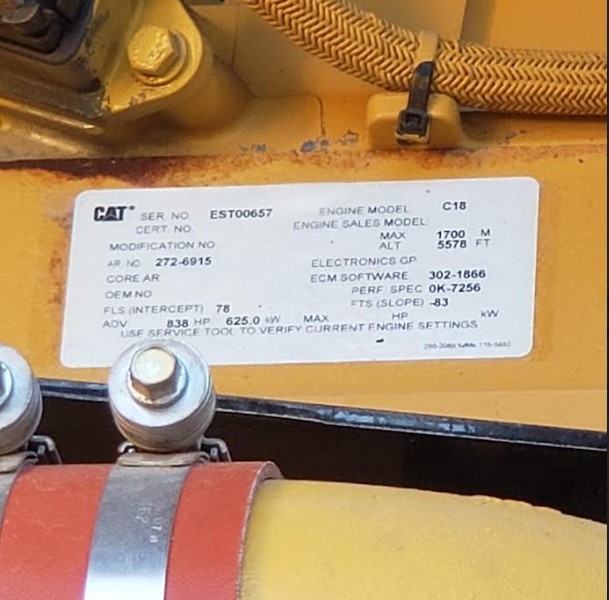 CAT® SER. NO. EST00657 ENGINE MODEL C18
CERT. NO. ENGINE SALES MODEL
MODIFICATION NO MAX ALT 1700 M 5578 FT
AR NO 272-6915 ELECTRONICS GP
CORE AR ECM SOFTWARE 302-1866
OEM NO PERF. SPEC 0K-7256
FLS (INTERCEPT) 78 FTS (SLOPE) -83
ADV 838 HP 625.0 kW MAX HP kW
USE SERVICE TOOL TO VERIFY CURRENT ENGINE SETTINGS